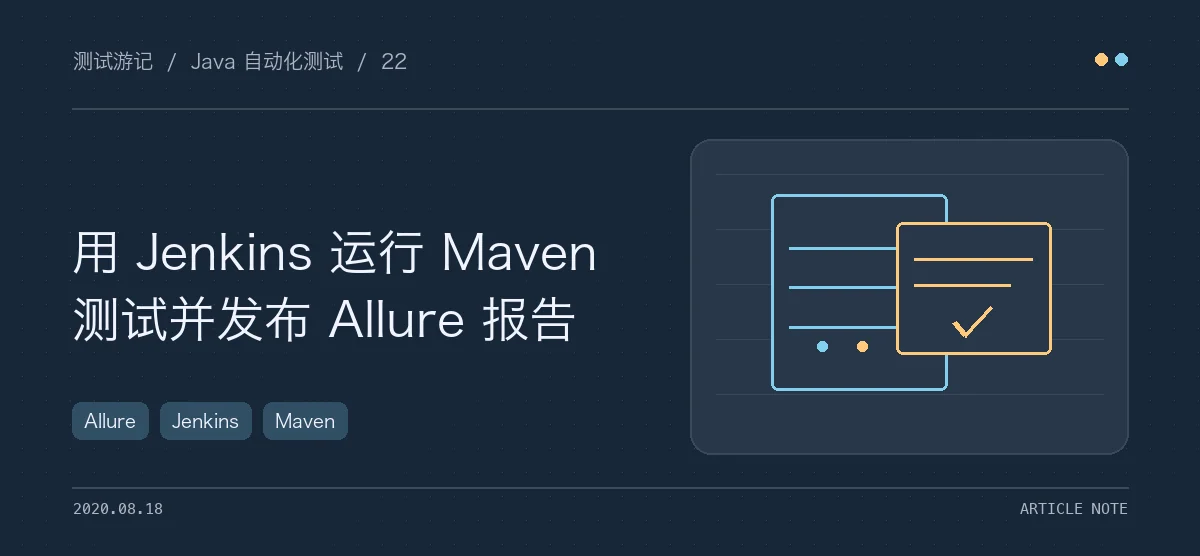 测试游记 / Java 自动化测试 / 22
用 Jenkins 运行 Maven
测试并发布 Allure 报告
Allure Jenkins Maven
2020.08.18 ARTICLE NOTE